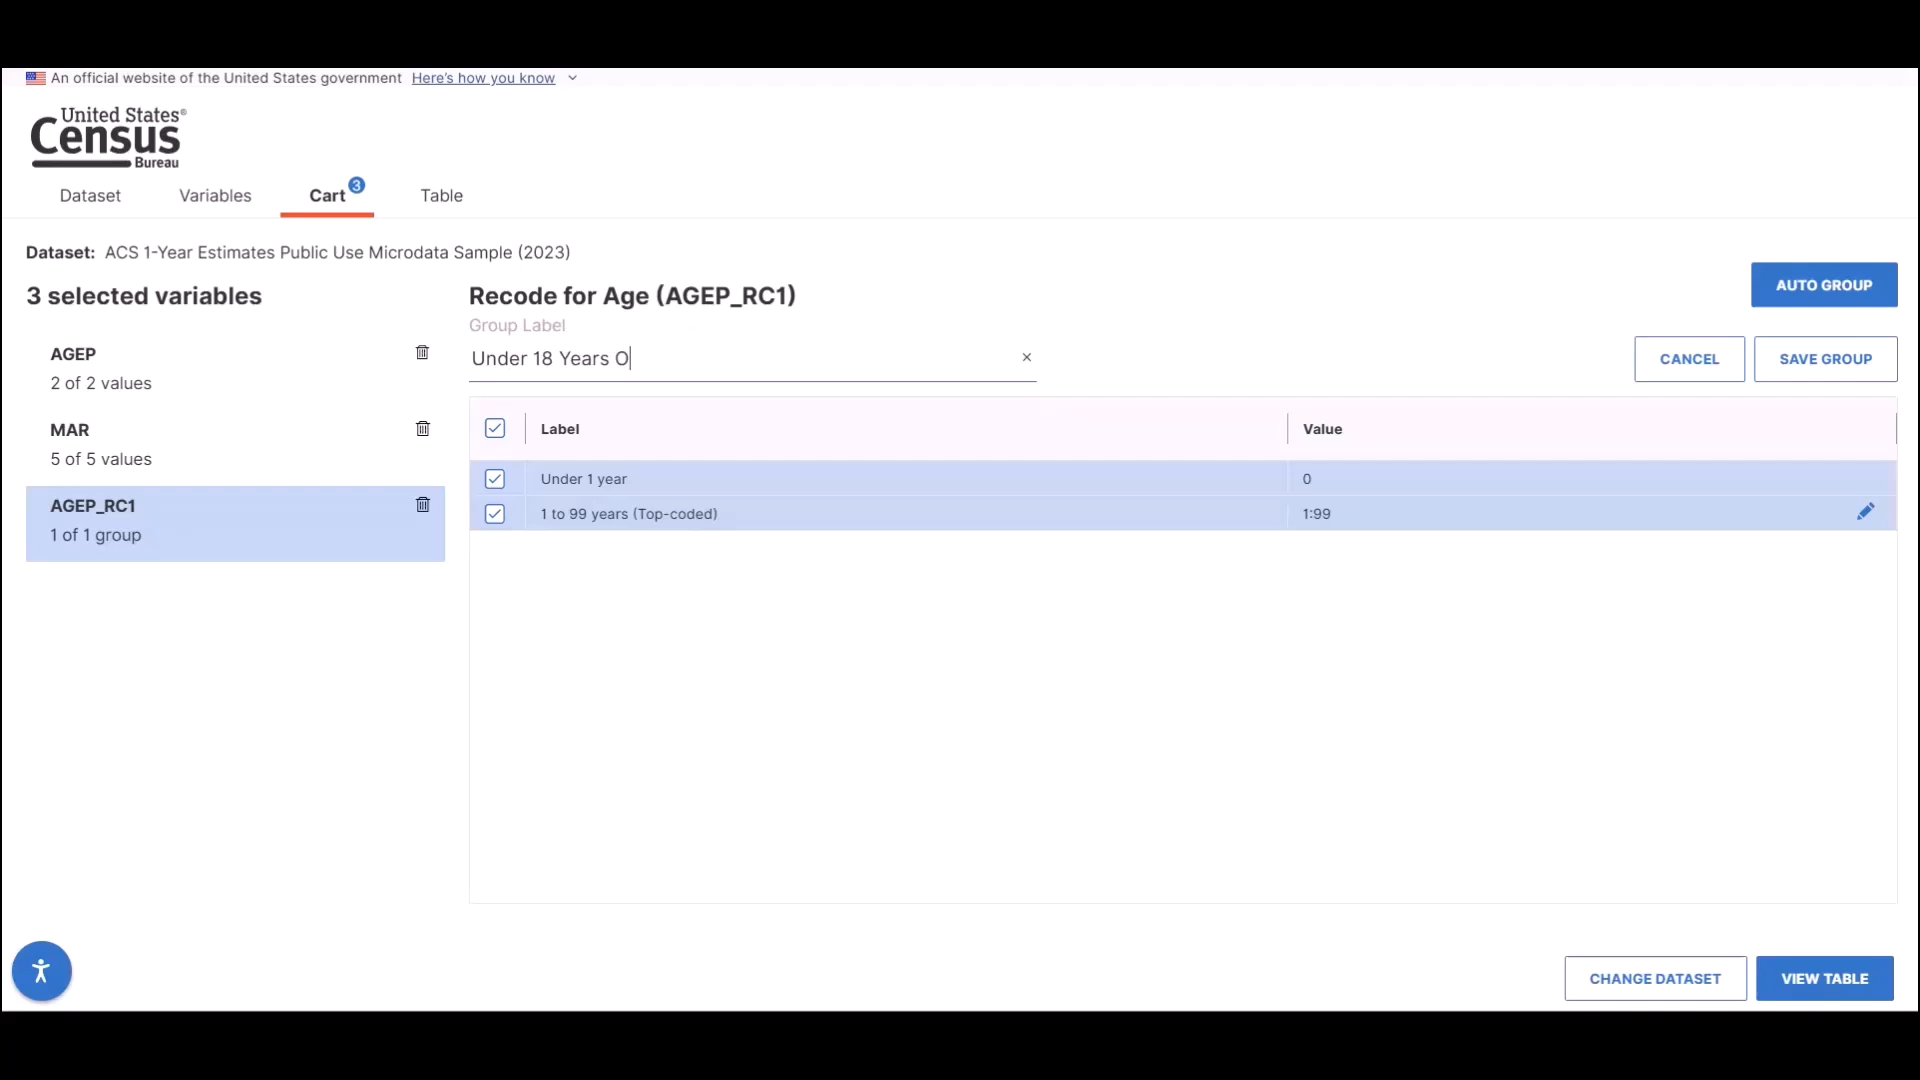 An official website of the United States government Here's how you know
United States®
Census
Bureau
Dataset Variables Cart 3 Table
Dataset: ACS 1-Year Estimates Public Use Microdata Sample (2023)
3 selected variables
AGEP
2 of 2 values
MAR
5 of 5 values
AGEP_RC1
1 of 1 group
Recode for Age (AGEP_RC1)
AUTO GROUP
Group Label
Under 18 Years O
CANCEL SAVE GROUP
Label Value
Under 1 year 0
1 to 99 years (Top-coded) 1:99
CHANGE DATASET VIEW TABLE